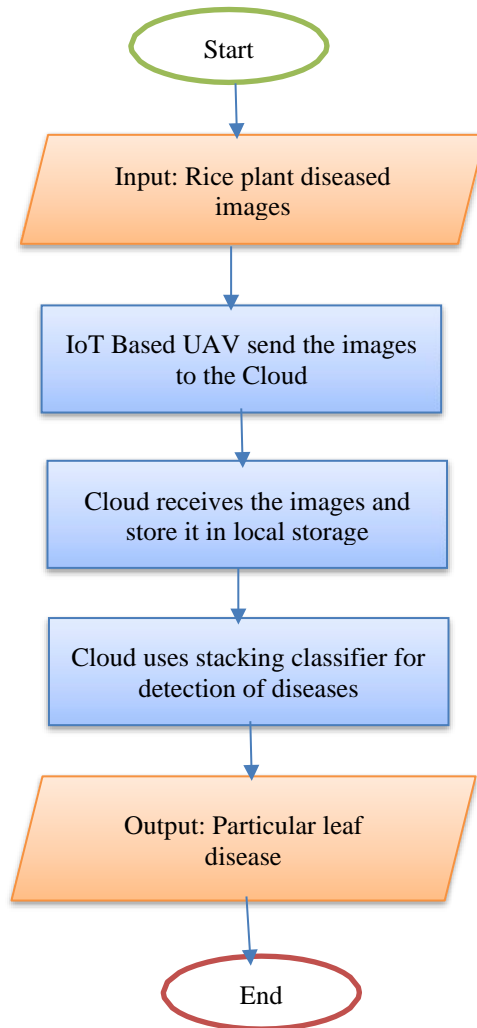 Start
Input: Rice plant diseased
images
IoT Based UAV send the images
to the Cloud
Cloud receives the images and
store it in local storage
Cloud uses stacking classifier for
detection of diseases
Output: Particular leaf
disease
End